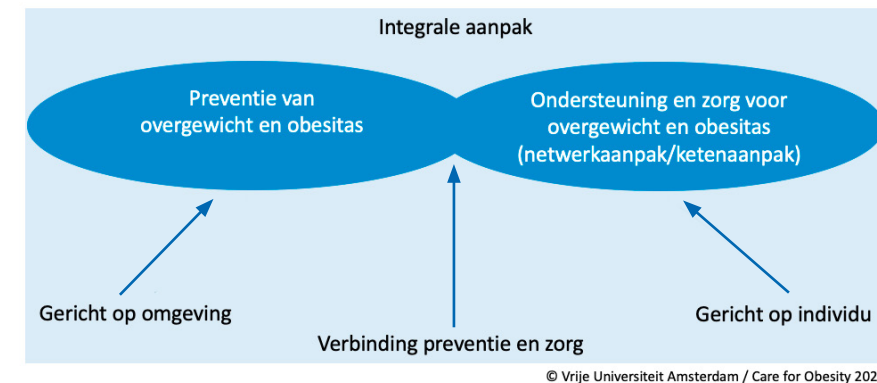 Integrale aanpak
Preventie van
overgewicht en obesitas
Ondersteuning en zorg voor
overgewicht en obesitas
(netwerkaanpak/ketenaanpak)
Gericht op omgeving
Gericht op individu
Verbinding preventie en zorg
© Vrije Universiteit Amsterdam / Care for Obesity 202